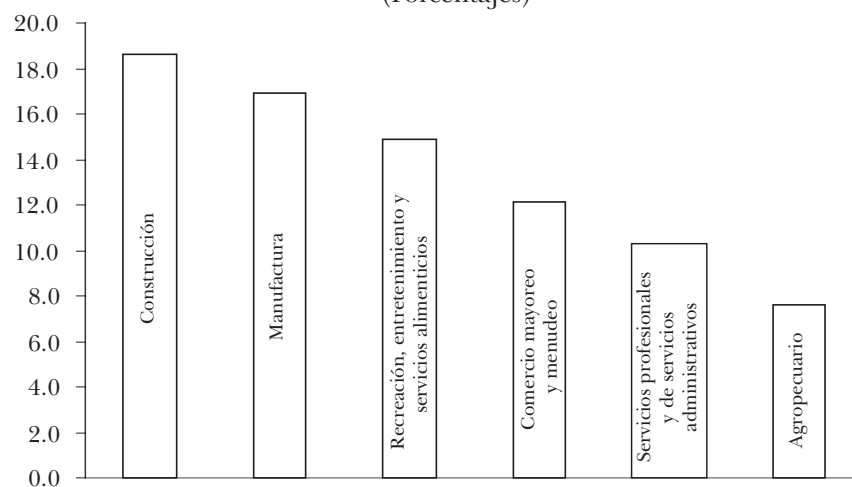 (Porcentajes)
20.0
18.0
16.0
14.0
12.0
10.0
8.0
6.0
4.0
2.0
0.0
Construcción
Manufactura
Recreación, entretenimiento y
servicios alimenticios
Comercio mayoreo
y menudeo
Servicios profesionales
y de servicios
administrativos
Agropecuario